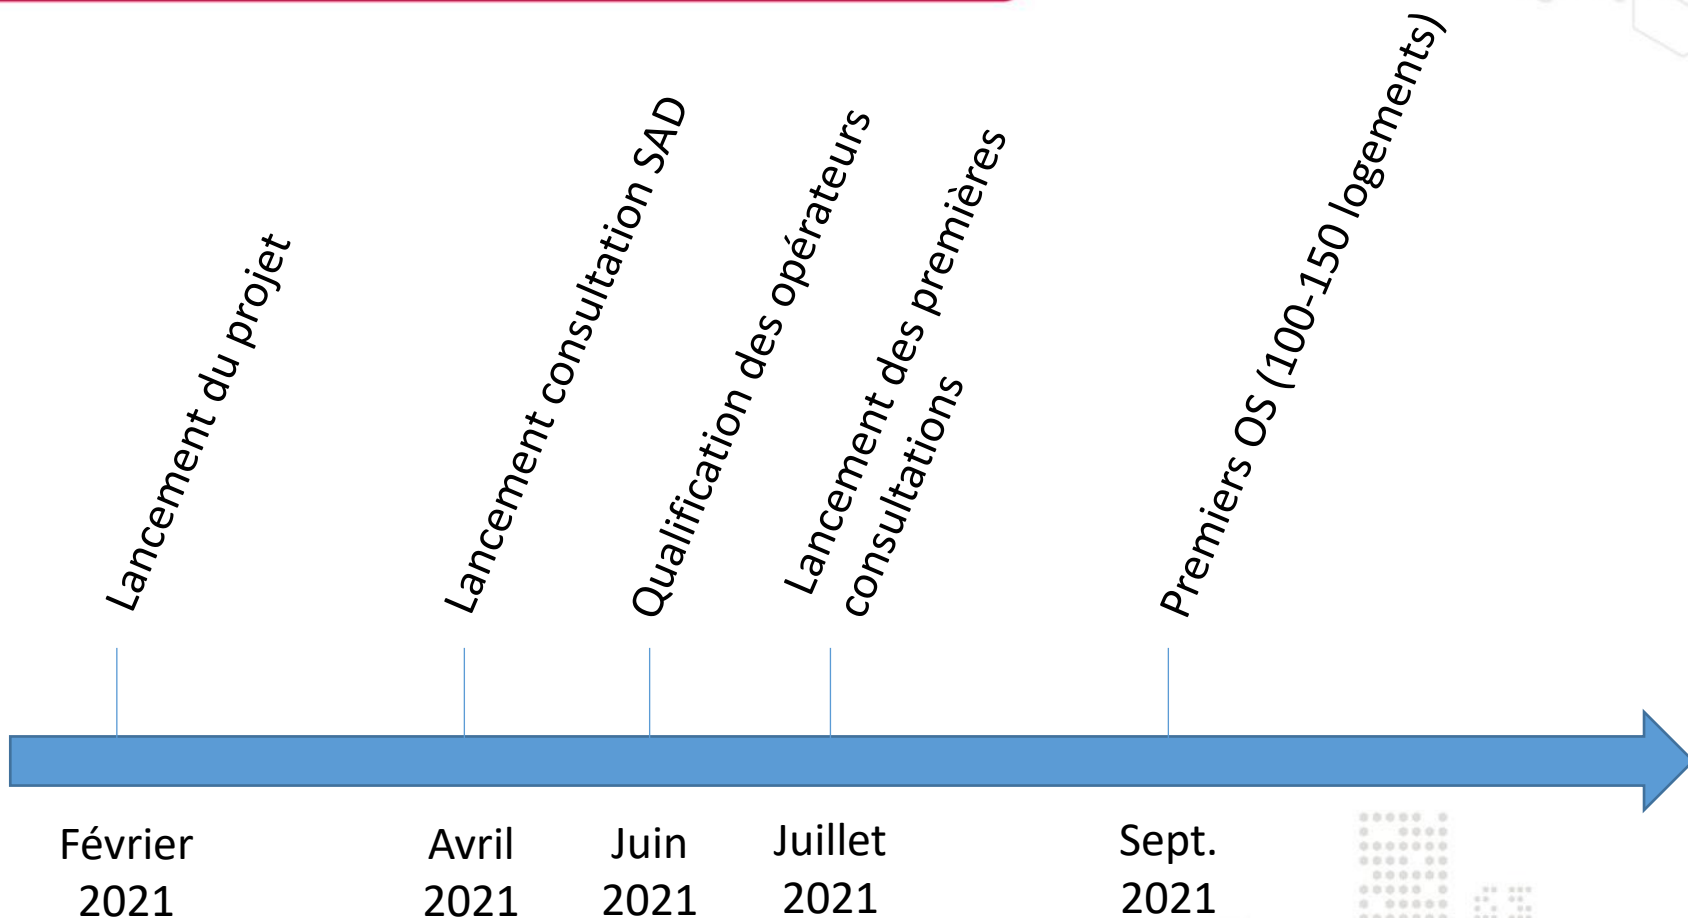 Lancement du projet
Lancement consultation SAD
Qualification des opérateurs
Lancement des premières
consultations
Premiers OS (100-150 logements)
Février
2021
Avril
2021
Juin
2021
Juillet
2021
Sept.
2021